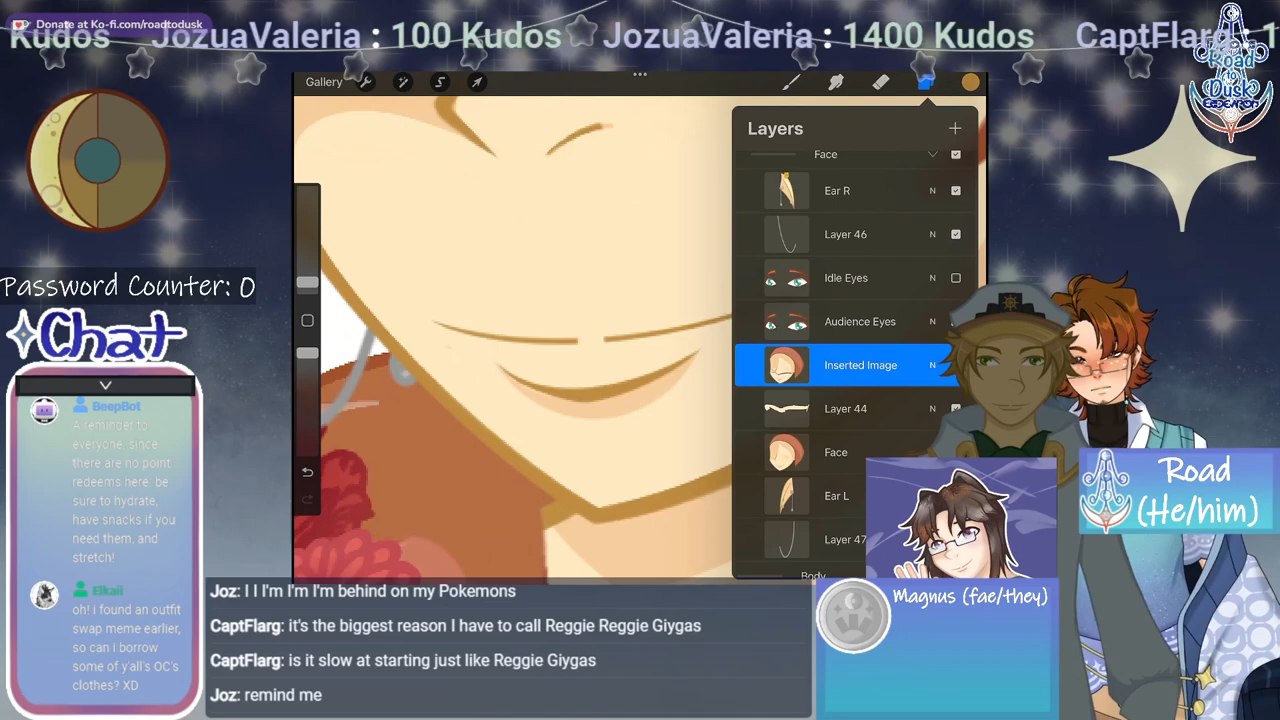 Donate at Ko-fi.com/roadtodusk
Kudos JozuaValeria : 100 Kudos JozuaValeria : 1400 Kudos CaptFlarg : 1
Road
to
Dusk
Gallery
Layers
Face
Ear R
N
Layer 46
N
Idle Eyes
N
Audience Eyes
N
Inserted Image
N
Layer 44
N
Face
Ear L
Layer 47
Body
Password Counter: 0
Chat
BeepBot
A reminder to
everyone, since
there are no point
redeems here: be
sure to hydrate,
have snacks if you
need them, and
stretch!
Elkaii
oh! i found an outfit
swap meme earlier,
so can i borrow
some of y'all's OC's
clothes? XD
Joz: I I I'm I'm I'm behind on my Pokemons
CaptFlarg: it's the biggest reason I have to call Reggie Reggie Giygas
CaptFlarg: is it slow at starting just like Reggie Giygas
Joz: remind me
Magnus (fae/they)
Road
(He/him)